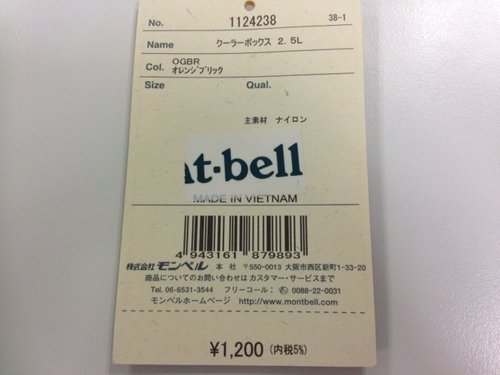 No. 1124238 38-1
Name クーラーボックス 2.5L
Col. OGBR
オレンジブリック
Size Qual.
主素材 ナイロン
t·bell
MADE IN VIETNAM
4 943161 879893
株式会社 モンベル 本 社 〒550-0013 大阪市西区新町1-33-20
商品についてのお問い合わせは カスタマー・サービスまで
Tel. 06-6531-3544 フリーコール: 0088-22-0031
モンベルホームページ http://www.montbell.com/
¥1,200 (内税5%)